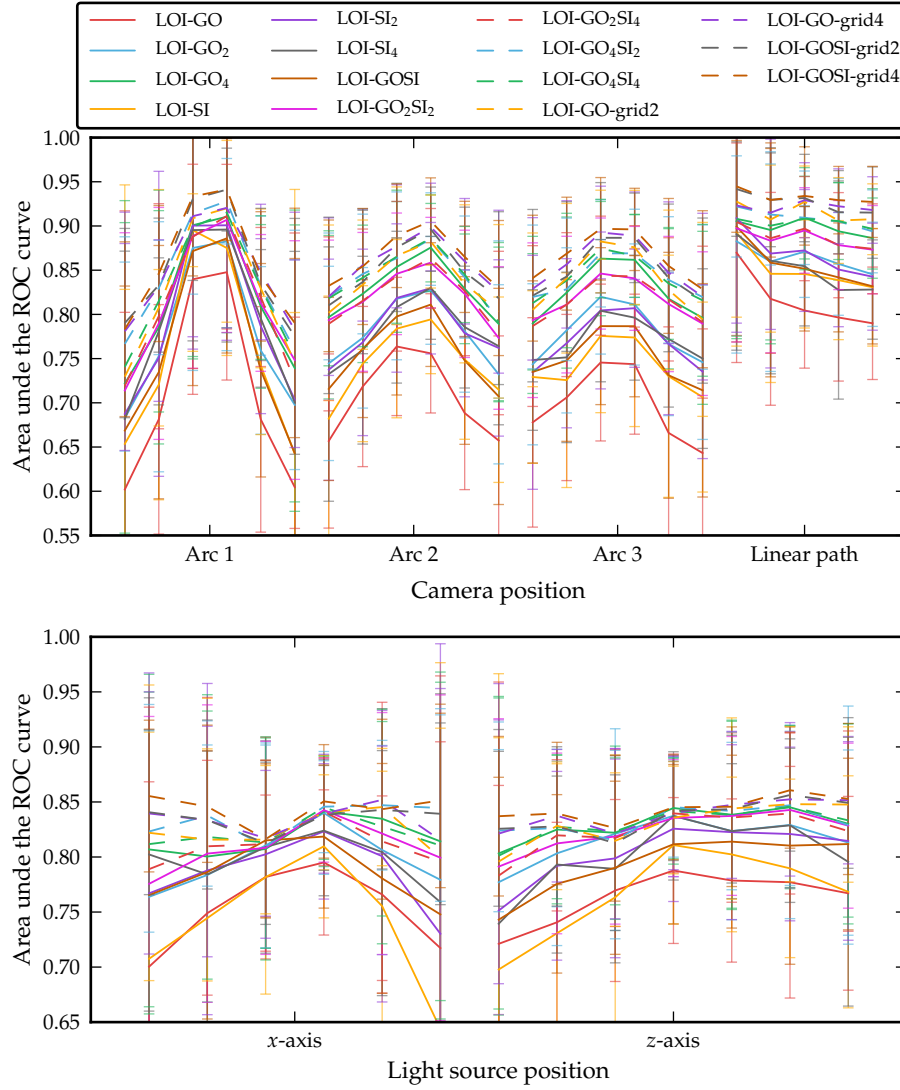 LOI-GO LOI-SI₂ LOI-GO₂SI₄ LOI-GO-grid4
LOI-GO₂ LOI-SI₄ LOI-GO₄SI₂ LOI-GOSI-grid2
LOI-GO₄ LOI-GOSI LOI-GO₄SI₄ LOI-GOSI-grid4
LOI-SI LOI-GO₂SI₂ LOI-GO-grid2
1.00
0.95
0.90
0.85
0.80
0.75
0.70
0.65
0.60
0.55
Area unde the ROC curve
Arc 1 Arc 2 Arc 3 Linear path
Camera position
1.00
0.95
0.90
0.85
0.80
0.75
0.70
0.65
Area unde the ROC curve
x-axis z-axis
Light source position